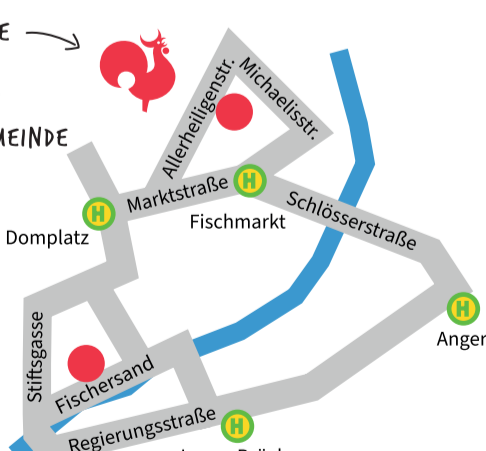 E
MEINDE
Allerheiligenstr.
Michaelisstr.
Marktstraße
H
Fischmarkt
H
Domplatz
Schlösserstraße
H
Anger
Stiftsgasse
Fischersand
Regierungsstraße
H